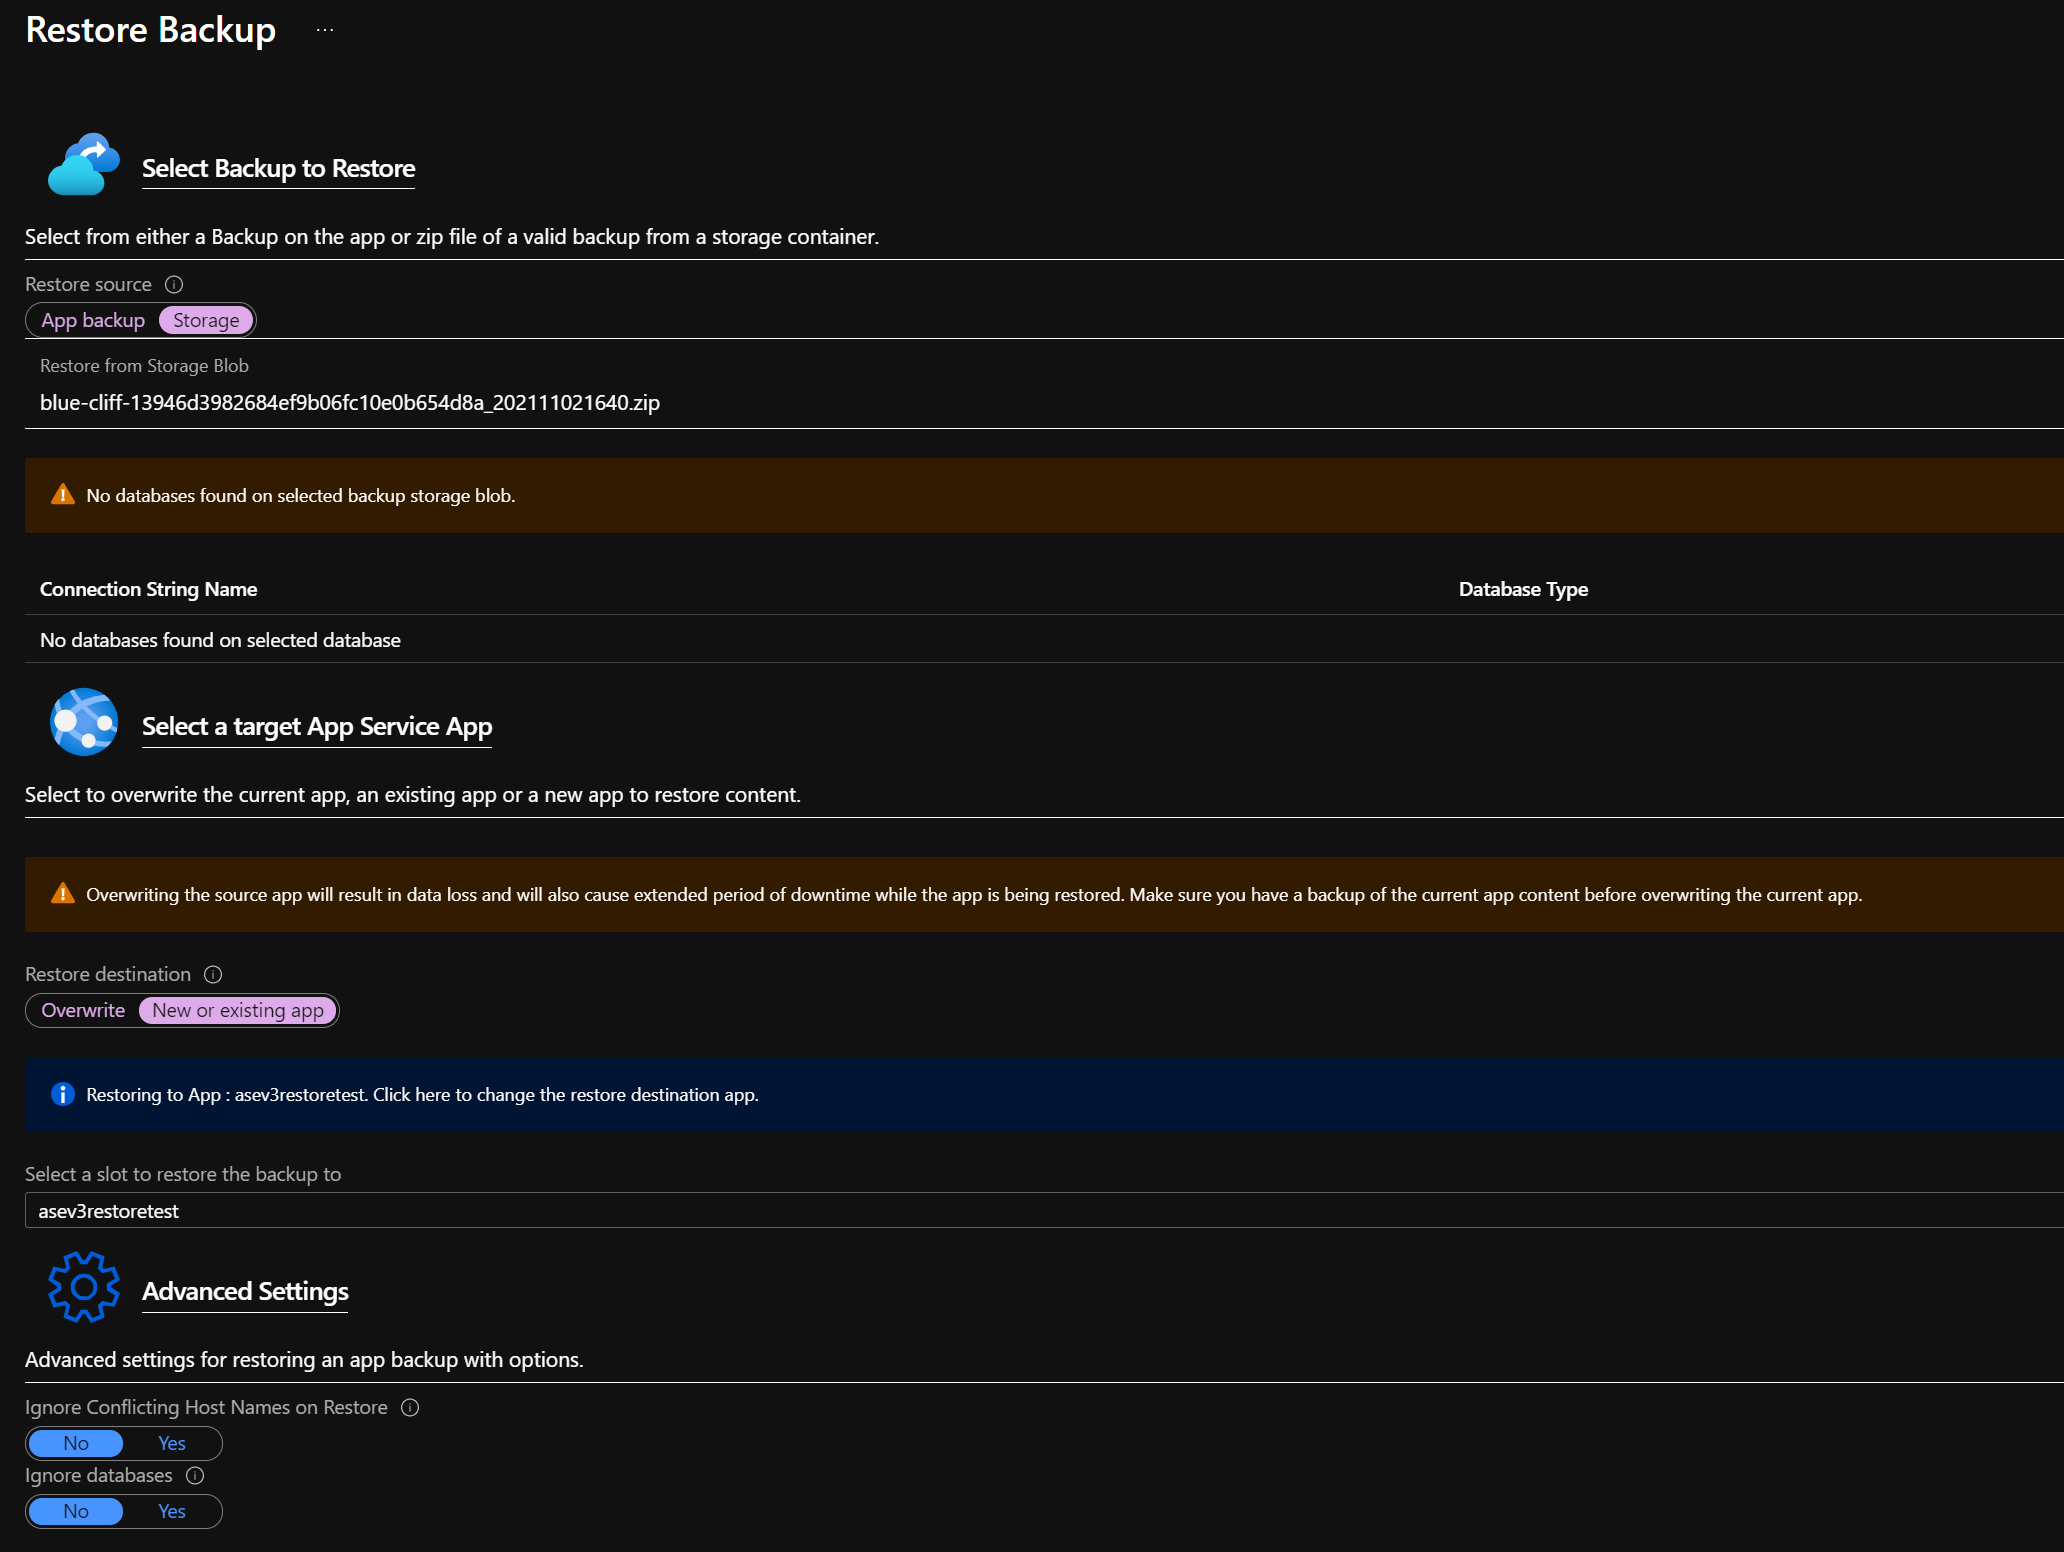 Restore Backup ...
Select Backup to Restore
Select from either a Backup on the app or zip file of a valid backup from a storage container.
Restore source
App backup Storage
Restore from Storage Blob
blue-cliff-13946d3982684ef9b06fc10e0b654d8a_202111021640.zip
No databases found on selected backup storage blob.
Connection String Name Database Type
No databases found on selected database
Select a target App Service App
Select to overwrite the current app, an existing app or a new app to restore content.
Overwriting the source app will result in data loss and will also cause extended period of downtime while the app is being restored. Make sure you have a backup of the current app content before overwriting the current app.
Restore destination
Overwrite New or existing app
Restoring to App : asev3restoretest. Click here to change the restore destination app.
Select a slot to restore the backup to
asev3restoretest
Advanced Settings
Advanced settings for restoring an app backup with options.
Ignore Conflicting Host Names on Restore
No Yes
Ignore databases
No Yes